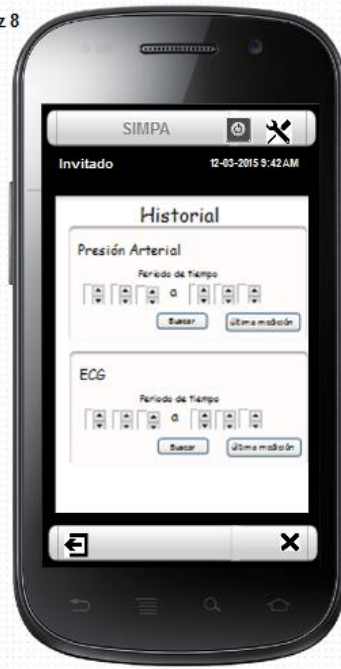 z 8
SIMPA
Invitado 12-03-2015 9:42 AM
Historial
Presión Arterial
Periodo de tiempo
a
Buscar última medición
ECG
Periodo de tiempo
a
Buscar última medición